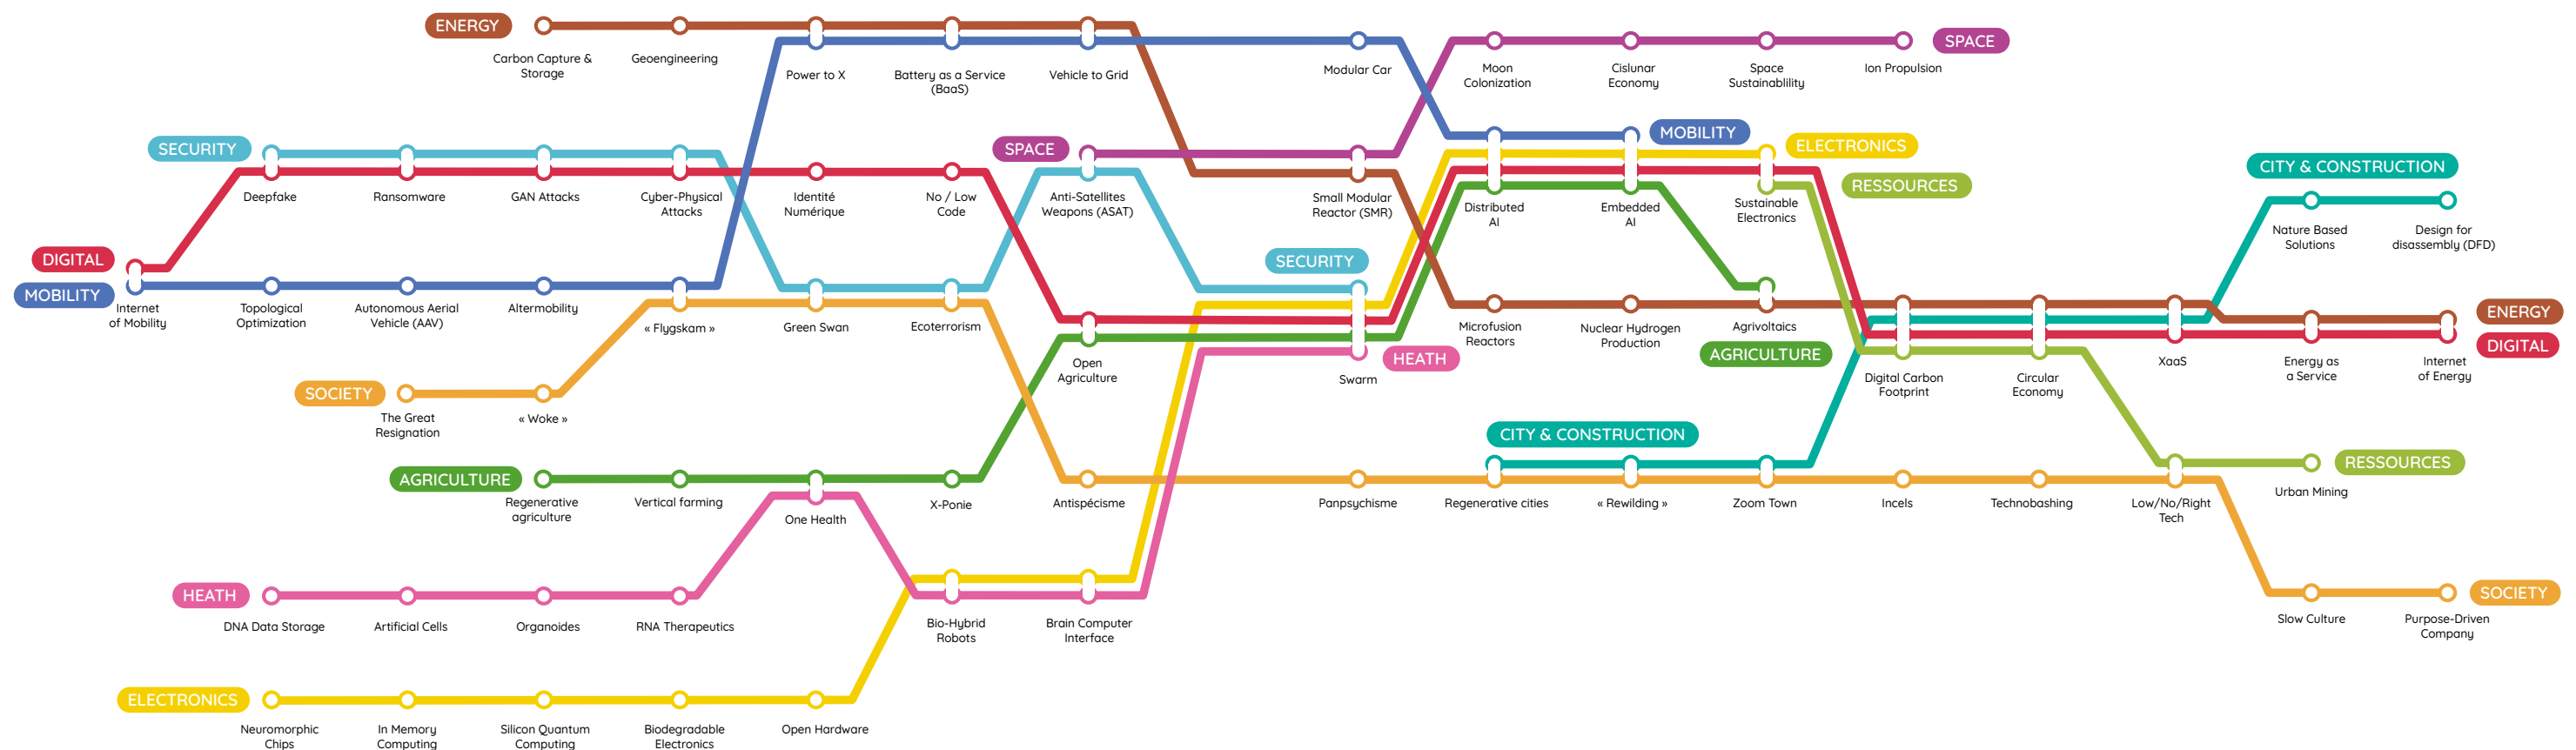 ENERGY
Carbon Capture &
Storage
Geoengineering
Power to X
Battery as a Service
(BaaS)
Vehicle to Grid
Modular Car
Moon
Colonization
Cislunar
Economy
Space
Sustainablility
Ion Propulsion
SPACE
SECURITY
Deepfake
Ransomware
GAN Attacks
Cyber-Physical
Attacks
Identité
Numérique
No / Low
Code
SPACE
Anti-Satellites
Weapons (ASAT)
Small Modular
Reactor (SMR)
Distributed
AI
Embedded
AI
Sustainable
Electronics
MOBILITY
ELECTRONICS
RESSOURCES
CITY & CONSTRUCTION
Nature Based
Solutions
Design for
disassembly (DFD)
DIGITAL
MOBILITY
Internet
of Mobility
Topological
Optimization
Autonomous Aerial
Vehicle (AAV)
Altermobility
« Flygskam »
Green Swan
Ecoterrorism
Open
Agriculture
SECURITY
HEATH
Swarm
Microfusion
Reactors
Nuclear Hydrogen
Production
Agrivoltaics
AGRICULTURE
Digital Carbon
Footprint
Circular
Economy
XaaS
Energy as
a Service
Internet
of Energy
ENERGY
DIGITAL
SOCIETY
The Great
Resignation
« Woke »
AGRICULTURE
Regenerative
agriculture
Vertical farming
One Health
X-Ponie
Antispécisme
Panpsychisme
CITY & CONSTRUCTION
Regenerative cities
« Rewilding »
Zoom Town
Incels
Technobashing
Low/No/Right
Tech
Urban Mining
RESSOURCES
HEATH
DNA Data Storage
Artificial Cells
Organoides
RNA Therapeutics
Bio-Hybrid
Robots
Brain Computer
Interface
Slow Culture
Purpose-Driven
Company
SOCIETY
ELECTRONICS
Neuromorphic
Chips
In Memory
Computing
Silicon Quantum
Computing
Biodegradable
Electronics
Open Hardware